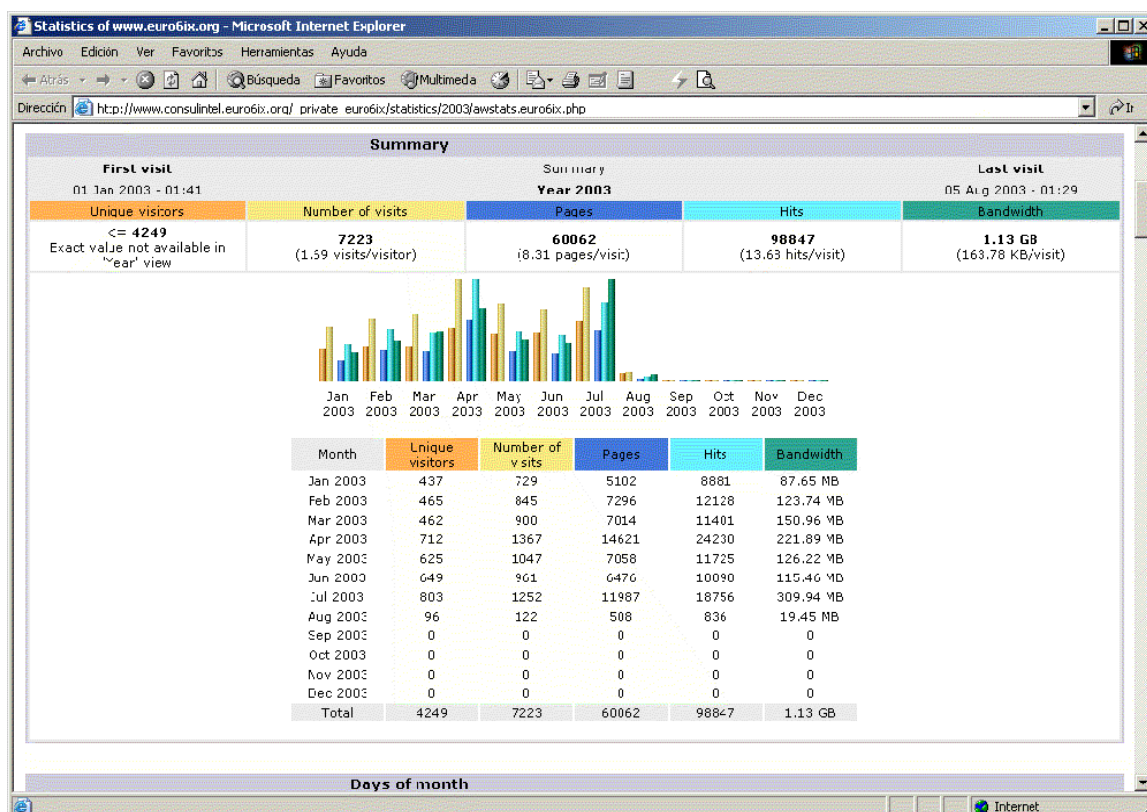 Statistics of www.euro6ix.org - Microsoft Internet Explorer
Archivo Edición Ver Favoritos Herramientas Ayuda
Atrás Búsqueda Favoritos Multimedia
Dirección http://www.consulintel.euro6ix.org/_private_euro6ix/statistics/2003/awstats.euro6ix.php Ir
Summary
First visit Summary Last visit
01 Jan 2003 - 01:41 Year 2003 05 Aug 2003 - 01:29
Unique visitors Number of visits Pages Hits Bandwidth
<= 4249 7223 60062 98847 1.13 GB
Exact value not available in 'Year' view (1.69 visits/visitor) (8.31 pages/visit) (13.68 hits/visit) (163.78 KB/visit)
Jan Feb Mar Apr May Jun Jul Aug Sep Oct Nov Dec
2003 2003 2003 2003 2003 2003 2003 2003 2003 2003 2003 2003
Month Unique visitors Number of visits Pages Hits Bandwidth
Jan 2003 437 729 5102 8881 87.65 MB
Feb 2003 465 845 7296 12128 123.74 MB
Mar 2003 462 900 7014 11401 150.96 MB
Apr 2003 712 1367 14621 24230 221.89 MB
May 2003 625 1047 7058 11725 126.22 MB
Jun 2003 649 961 6476 10090 115.46 MB
Jul 2003 803 1252 11987 18756 309.94 MB
Aug 2003 96 122 508 836 19.45 MB
Sep 2003 0 0 0 0 0
Oct 2003 0 0 0 0 0
Nov 2003 0 0 0 0 0
Dec 2003 0 0 0 0 0
Total 4249 7223 60062 98847 1.13 GB
Days of month
Internet